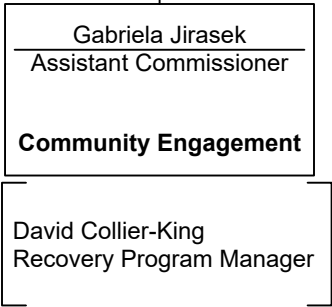 Gabriela Jirasek
Assistant Commissioner
Community Engagement
David Collier-King
Recovery Program Manager